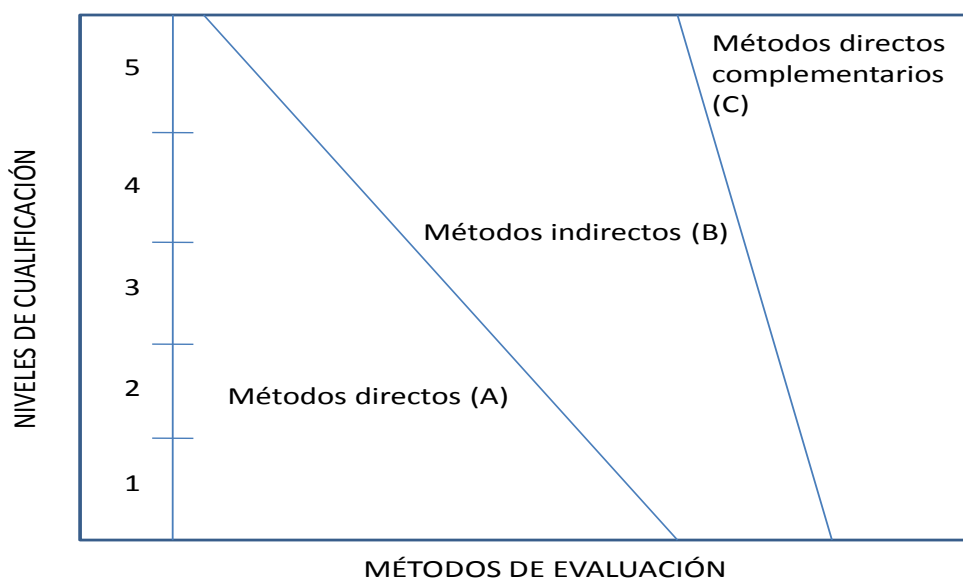 Métodos directos
complementarios
(C)
5
4
Métodos indirectos (B)
3
2
Métodos directos (A)
1
NIVELES DE CUALIFICACIÓN
MÉTODOS DE EVALUACIÓN